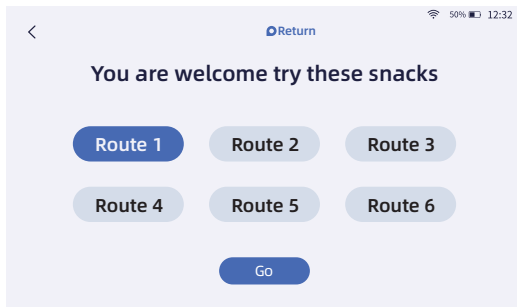 50% 12:32
Return
You are welcome try these snacks
Route 1 Route 2 Route 3
Route 4 Route 5 Route 6
Go